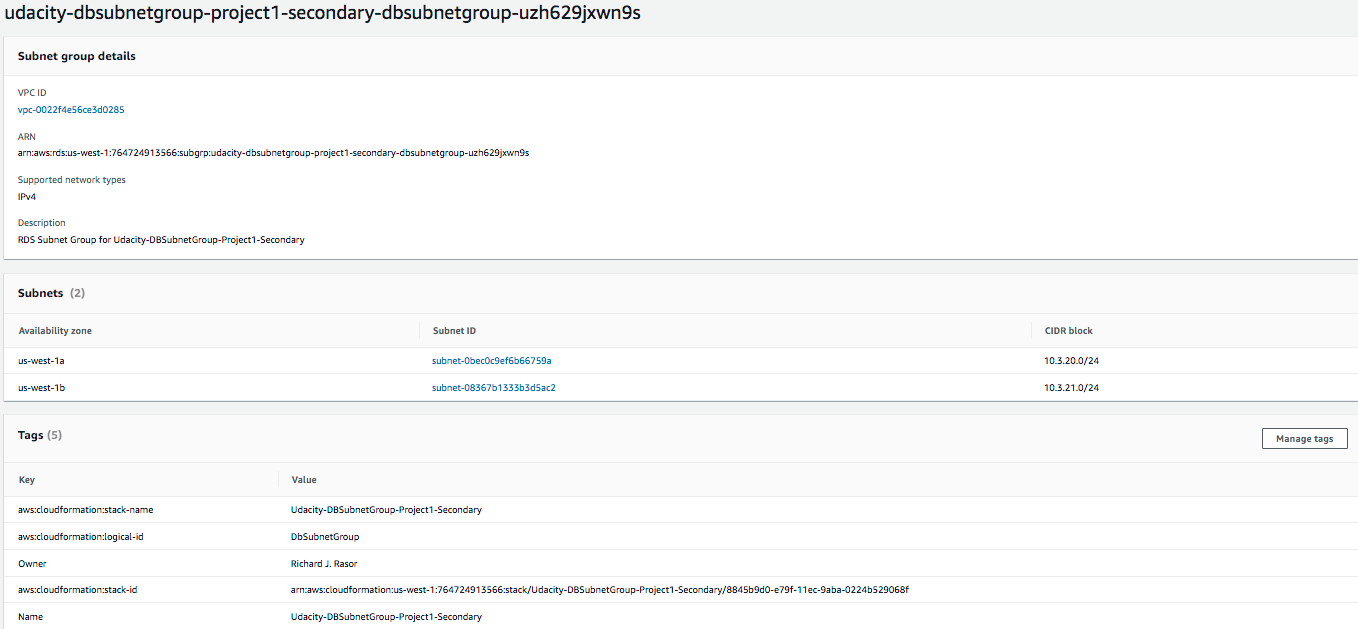 udacity-dbsubnetgroup-project1-secondary-dbsubnetgroup-uzh629jxwn9s
Subnet group details
VPC ID
vpc-0022f4e56ce3d0285
ARN
arn:aws:rds:us-west-1:764724913566:subgrp:udacity-dbsubnetgroup-project1-secondary-dbsubnetgroup-uzh629jxwn9s
Supported network types
IPv4
Description
RDS Subnet Group for Udacity-DBSubnetGroup-Project1-Secondary
Subnets (2)
Availability zone Subnet ID CIDR block
us-west-1a subnet-0bec0c9ef6b66759a 10.3.20.0/24
us-west-1b subnet-08367b1333b3d5ac2 10.3.21.0/24
Tags (5)
Manage tags
Key Value
aws:cloudformation:stack-name Udacity-DBSubnetGroup-Project1-Secondary
aws:cloudformation:logical-id DbSubnetGroup
Owner Richard J. Rasor
aws:cloudformation:stack-id arn:aws:cloudformation:us-west-1:764724913566:stack/Udacity-DBSubnetGroup-Project1-Secondary/8845b9d0-e79f-11ec-9aba-0224b529068f
Name Udacity-DBSubnetGroup-Project1-Secondary